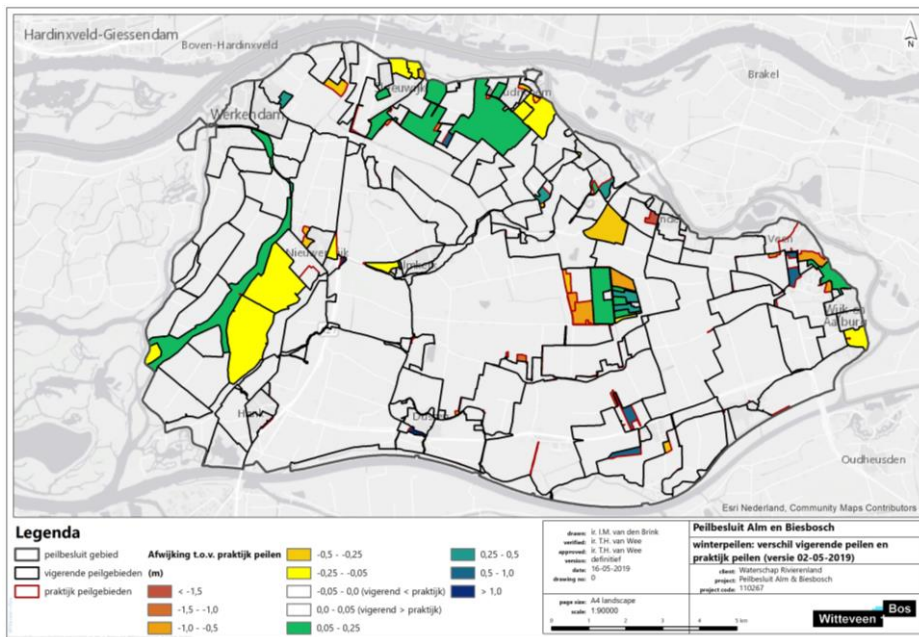 Hardinxveld-Giessendam
Boven-Hardinxveld
N
Brakel
Werkendam
Veen
Wijk en
Aalburg
Oudheusden
Esri Nederland, Community Maps Contributors
Legenda
peilbesluit gebied
vigerende peilgebieden
praktijk peilgebieden
Afwijking t.o.v. praktijk peilen
(m)
< -1,5
-1,5 - -1,0
-1,0 - -0,5
-0,5 - -0,25
-0,25 - -0,05
-0,05 - 0,0 (vigerend < praktijk)
0,0 - 0,05 (vigerend > praktijk)
0,05 - 0,25
0,25 - 0,5
0,5 - 1,0
> 1,0
drawn: ir. I.M. van den Brink
verified: ir. T.H. van Wee
approved: ir. T.H. van Wee
version: definitief
date: 16-05-2019
drawing no: 0
page size: A4 landscape
scale: 1:90000
Peilbesluit Alm en Biesbosch
winterpeilen: verschil vigerende peilen en
praktijk peilen (versie 02-05-2019)
client: Waterschap Rivierenland
project: Peilbesluit Alm & Biesbosch
project code: 110267
0
5 km
Witteveen
Bos